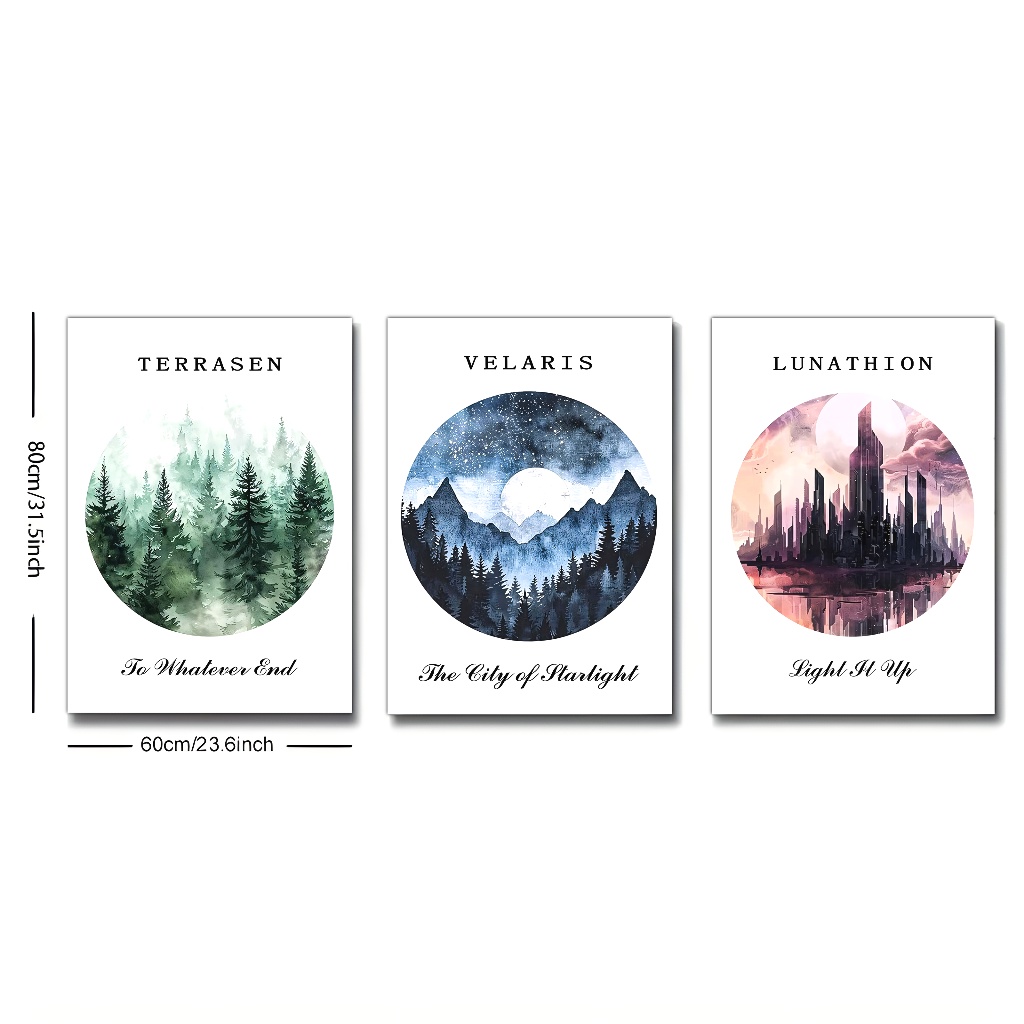 TERRASEN
To Whatever End
VELARIS
The City of Starlight
LUNATHION
Light It Up
80cm/31.5inch
60cm/23.6inch